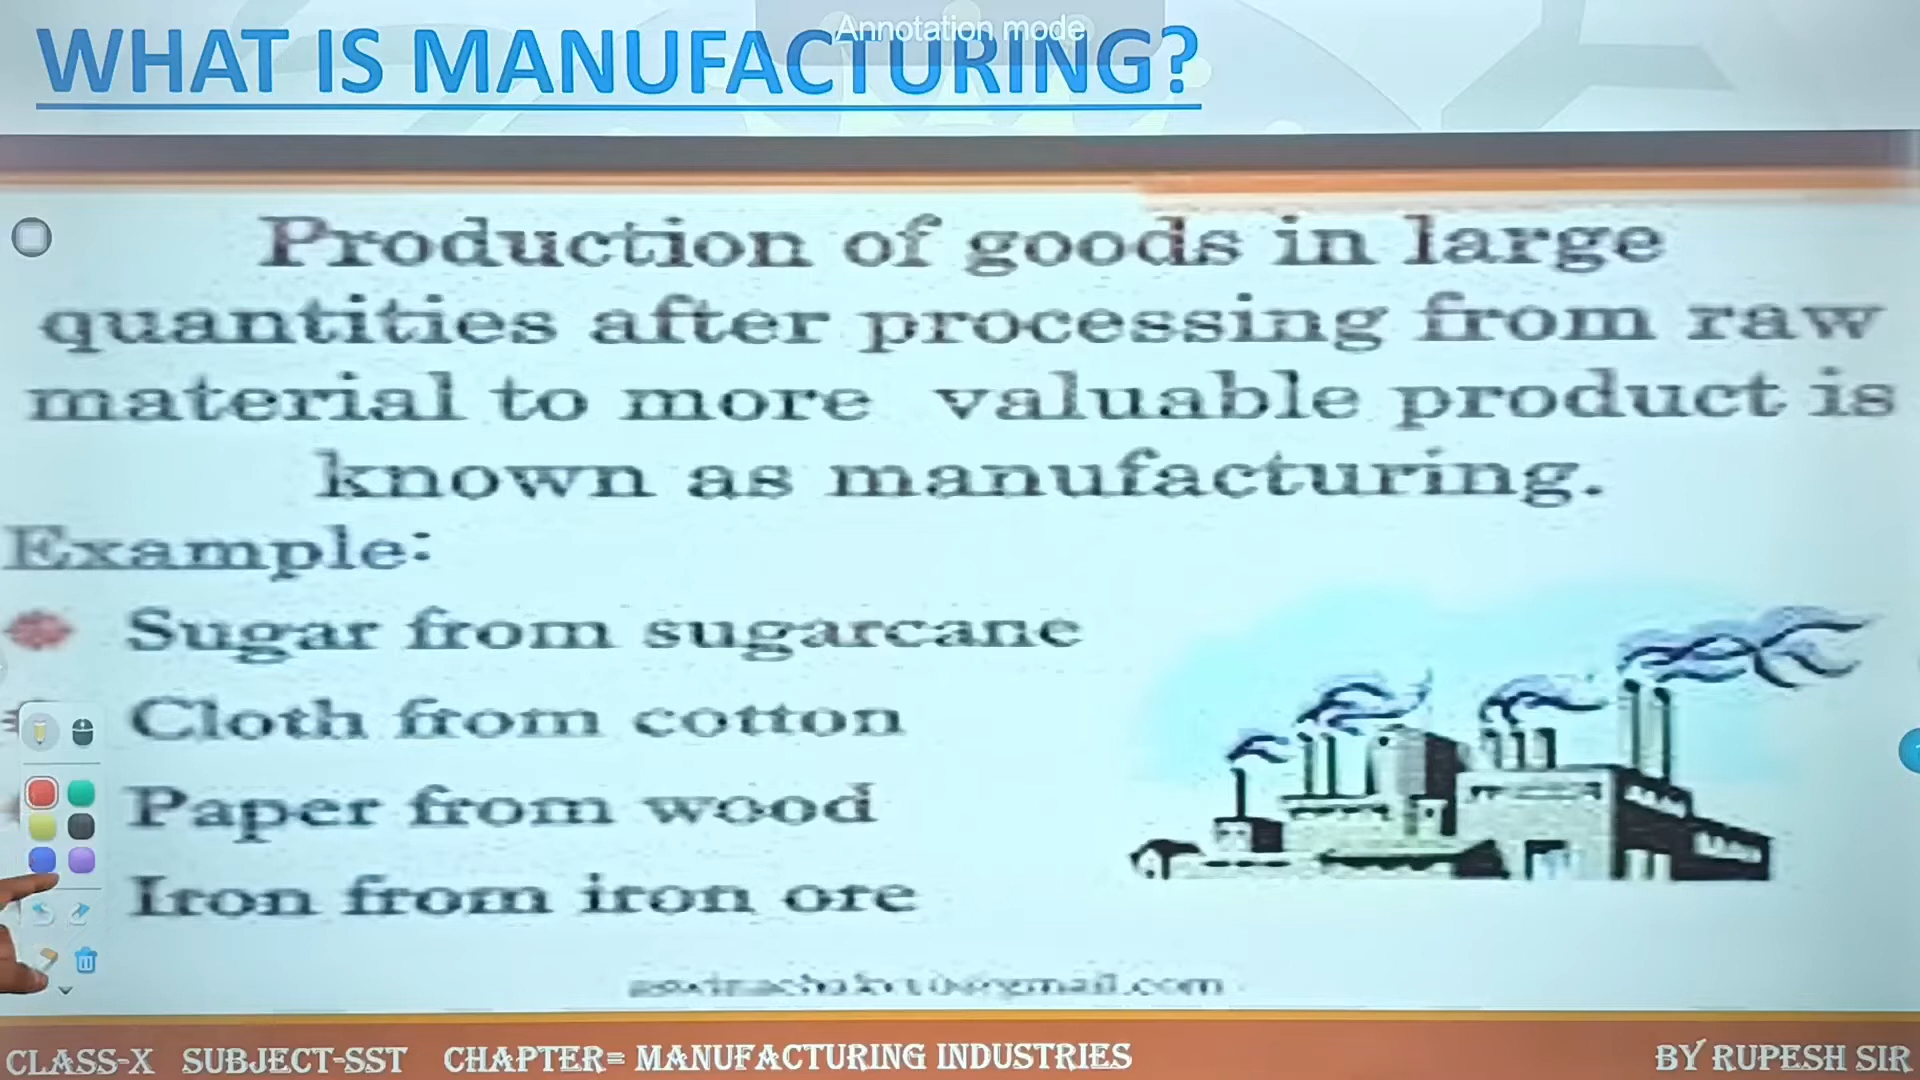 Annotation mode
WHAT IS MANUFACTURING?
Production of goods in large
quantities after processing from raw
material to more valuable product is
known as manufacturing.
Example:
Sugar from sugarcane
Cloth from cotton
Paper from wood
Iron from iron ore
CLASS-X SUBJECT-SST CHAPTER= MANUFACTURING INDUSTRIES
BY RUPESH SIR